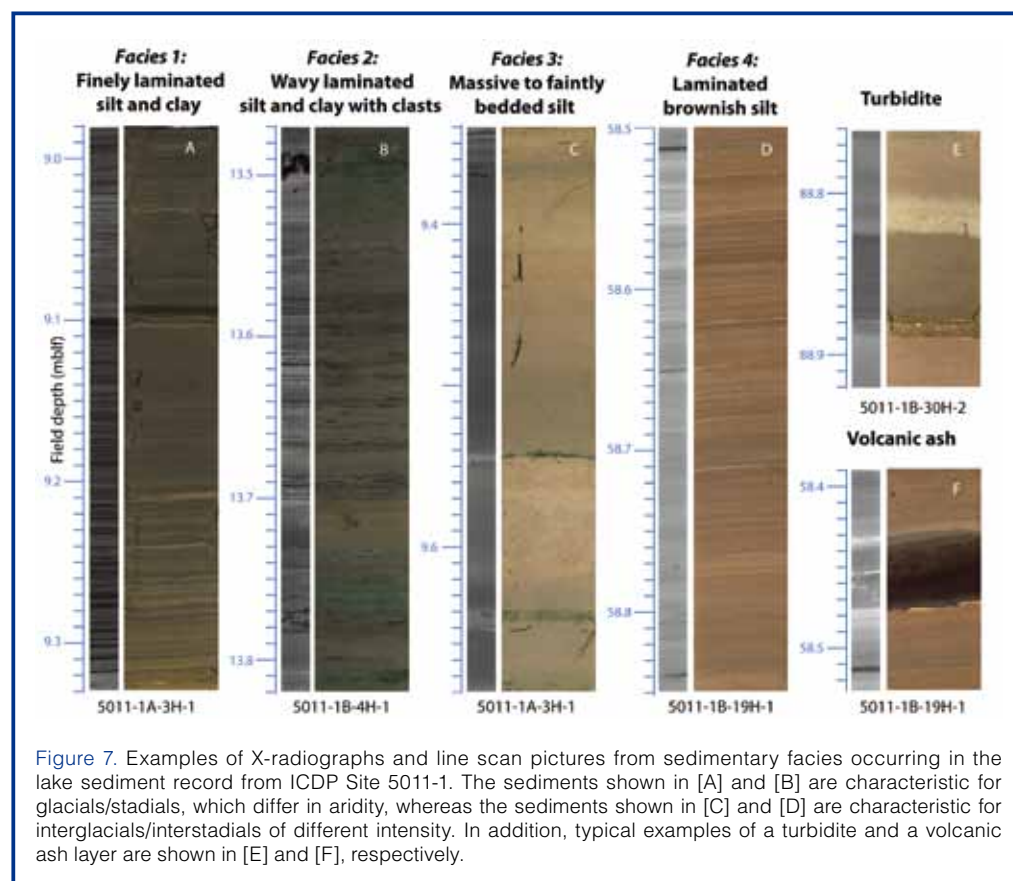 Facies 1:
Finely laminated
silt and clay
Facies 2:
Wavy laminated
silt and clay with clasts
Facies 3:
Massive to faintly
bedded silt
Facies 4:
Laminated
brownish silt
Turbidite
Field depth (mblf)
9.0
9.1
9.2
9.3
A
5011-1A-3H-1
13.5
13.6
13.7
13.8
B
5011-1B-4H-1
9.4
9.6
C
5011-1A-3H-1
58.5
58.6
58.7
58.8
D
5011-1B-19H-1
88.8
88.9
E
5011-1B-30H-2
Volcanic ash
58.4
58.5
F
5011-1B-19H-1
Figure 7. Examples of X-radiographs and line scan pictures from sedimentary facies occurring in the
lake sediment record from ICDP Site 5011-1. The sediments shown in [A] and [B] are characteristic for
glacials/stadials, which differ in aridity, whereas the sediments shown in [C] and [D] are characteristic for
interglacials/interstadials of different intensity. In addition, typical examples of a turbidite and a volcanic
ash layer are shown in [E] and [F], respectively.